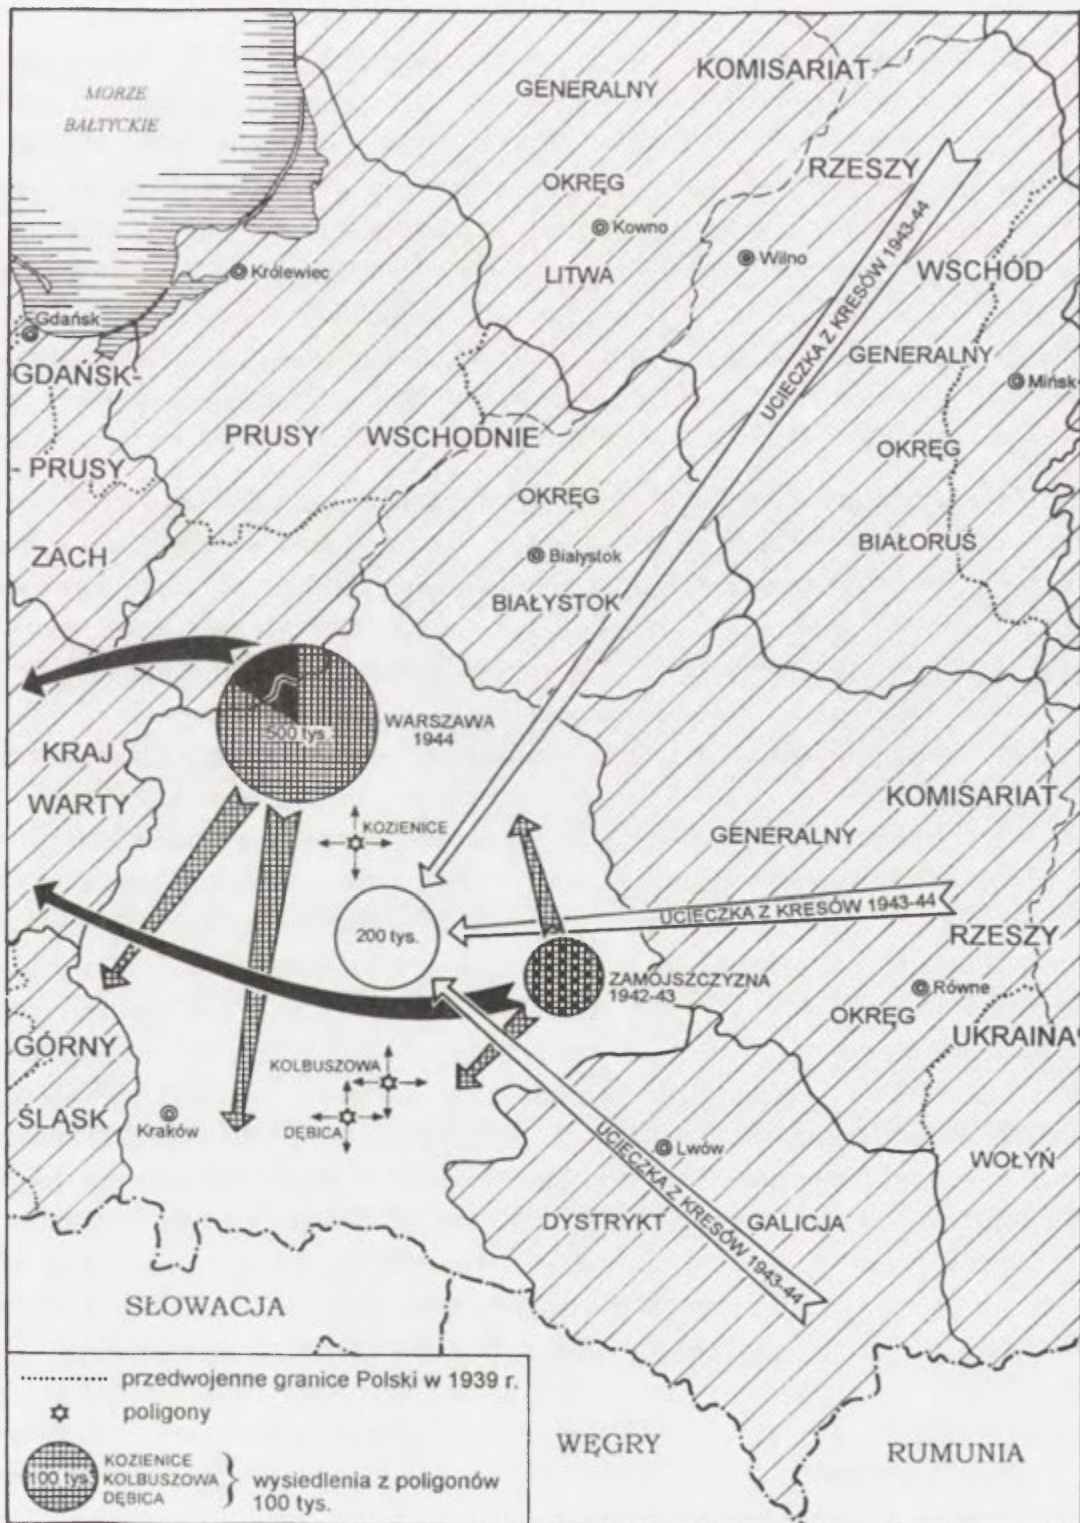 MORZE
BAŁTYCKIE
GENERALNY
KOMISARIAT
OKRĘG
RZESZY
Kowno
Wilno
LITWA
WSCHÓD
Królewiec
Gdańsk
GENERALNY
Mińsk
GDAŃSK-
PRUSY WSCHODNIE
OKRĘG
- PRUSY
OKRĘG
ZACH
Białystok
BIAŁORUŚ
BIAŁYSTOK
UCIECZKA Z KRESÓW 1943-44
500 tys.
WARSZAWA
1944
KRAJ
WARTY
KOZIENICE
KOMISARIAT
GENERALNY
UCIECZKA Z KRESÓW 1943-44
200 tys.
RZESZY
ZAMOJSZCZYZNA
1942-43
Równe
OKRĘG
UKRAINA
GÓRNY
ŚLĄSK
KOLBUSZOWA
DĘBICA
Kraków
UCIECZKA Z KRESÓW 1943-44
Lwów
WOŁYŃ
DYSTRYKT GALICJA
SŁOWACJA
WĘGRY
RUMUNIA
przedwojenne granice Polski w 1939 r.
poligony
100 tys.
KOZIENICE
KOLBUSZOWA
DĘBICA
wysiedlenia z poligonów
100 tys.